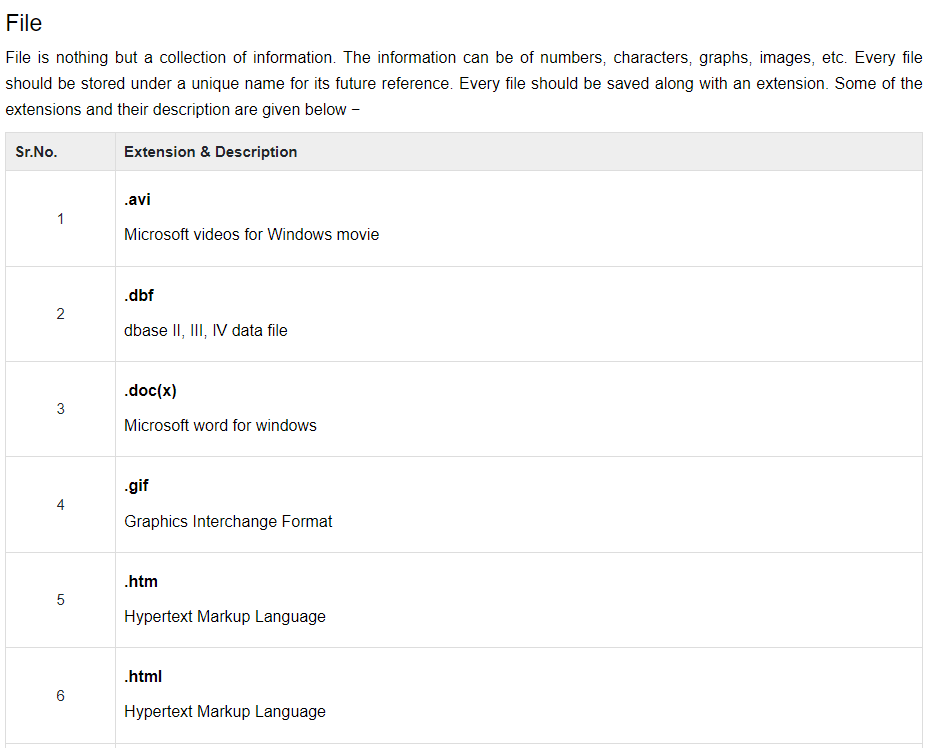 File
File is nothing but a collection of information. The information can be of numbers, characters, graphs, images, etc. Every file
should be stored under a unique name for its future reference. Every file should be saved along with an extension. Some of the
extensions and their description are given below −
Sr.No. Extension & Description
1
.avi
Microsoft videos for Windows movie
2
.dbf
dbase II, III, IV data file
3
.doc(x)
Microsoft word for windows
4
.gif
Graphics Interchange Format
5
.htm
Hypertext Markup Language
6
.html
Hypertext Markup Language